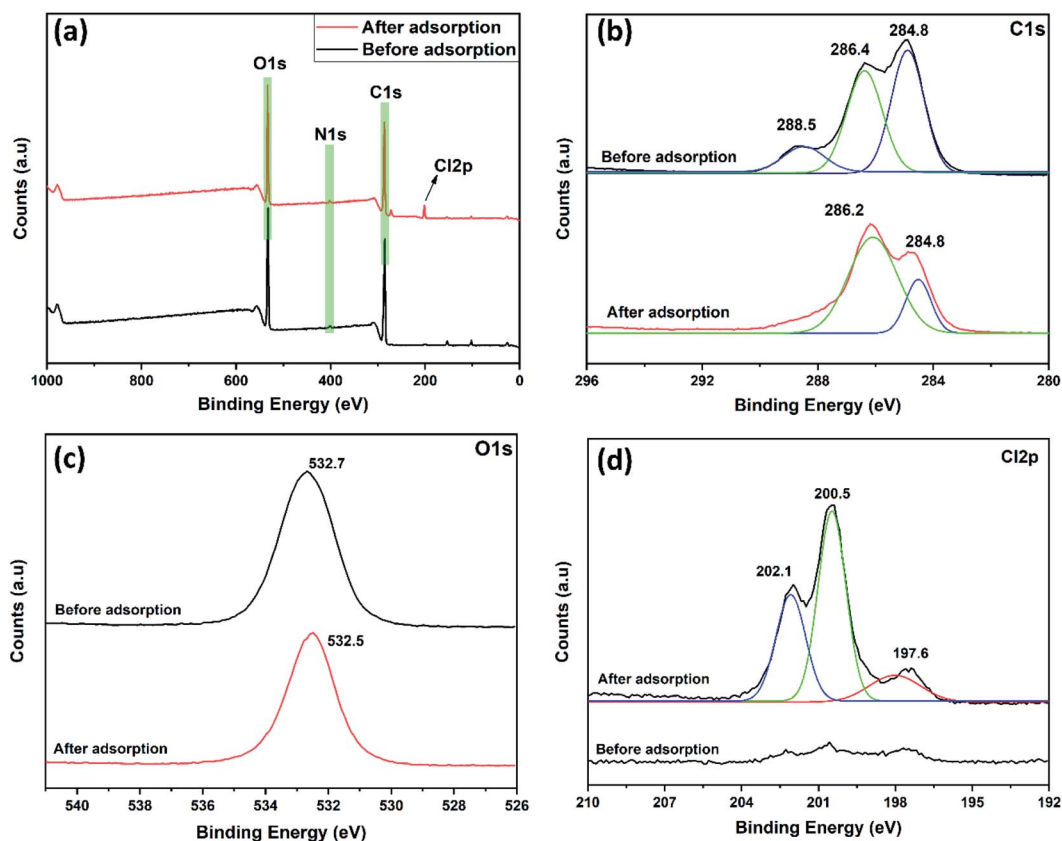 (a)
After adsorption
Before adsorption
O1s
N1s
C1s
Cl2p
Counts (a.u)
1000 800 600 400 200 0
Binding Energy (eV)
(b)
C1s
284.8
286.4
288.5
Before adsorption
286.2
284.8
After adsorption
Counts (a.u)
296 292 288 284 280
Binding Energy (eV)
(c)
O1s
532.7
Before adsorption
532.5
After adsorption
Counts (a.u)
540 538 536 534 532 530 528 526
Binding Energy (eV)
(d)
Cl2p
200.5
202.1
197.6
After adsorption
Before adsorption
Counts (a.u)
210 207 204 201 198 195 192
Binding Energy (eV)